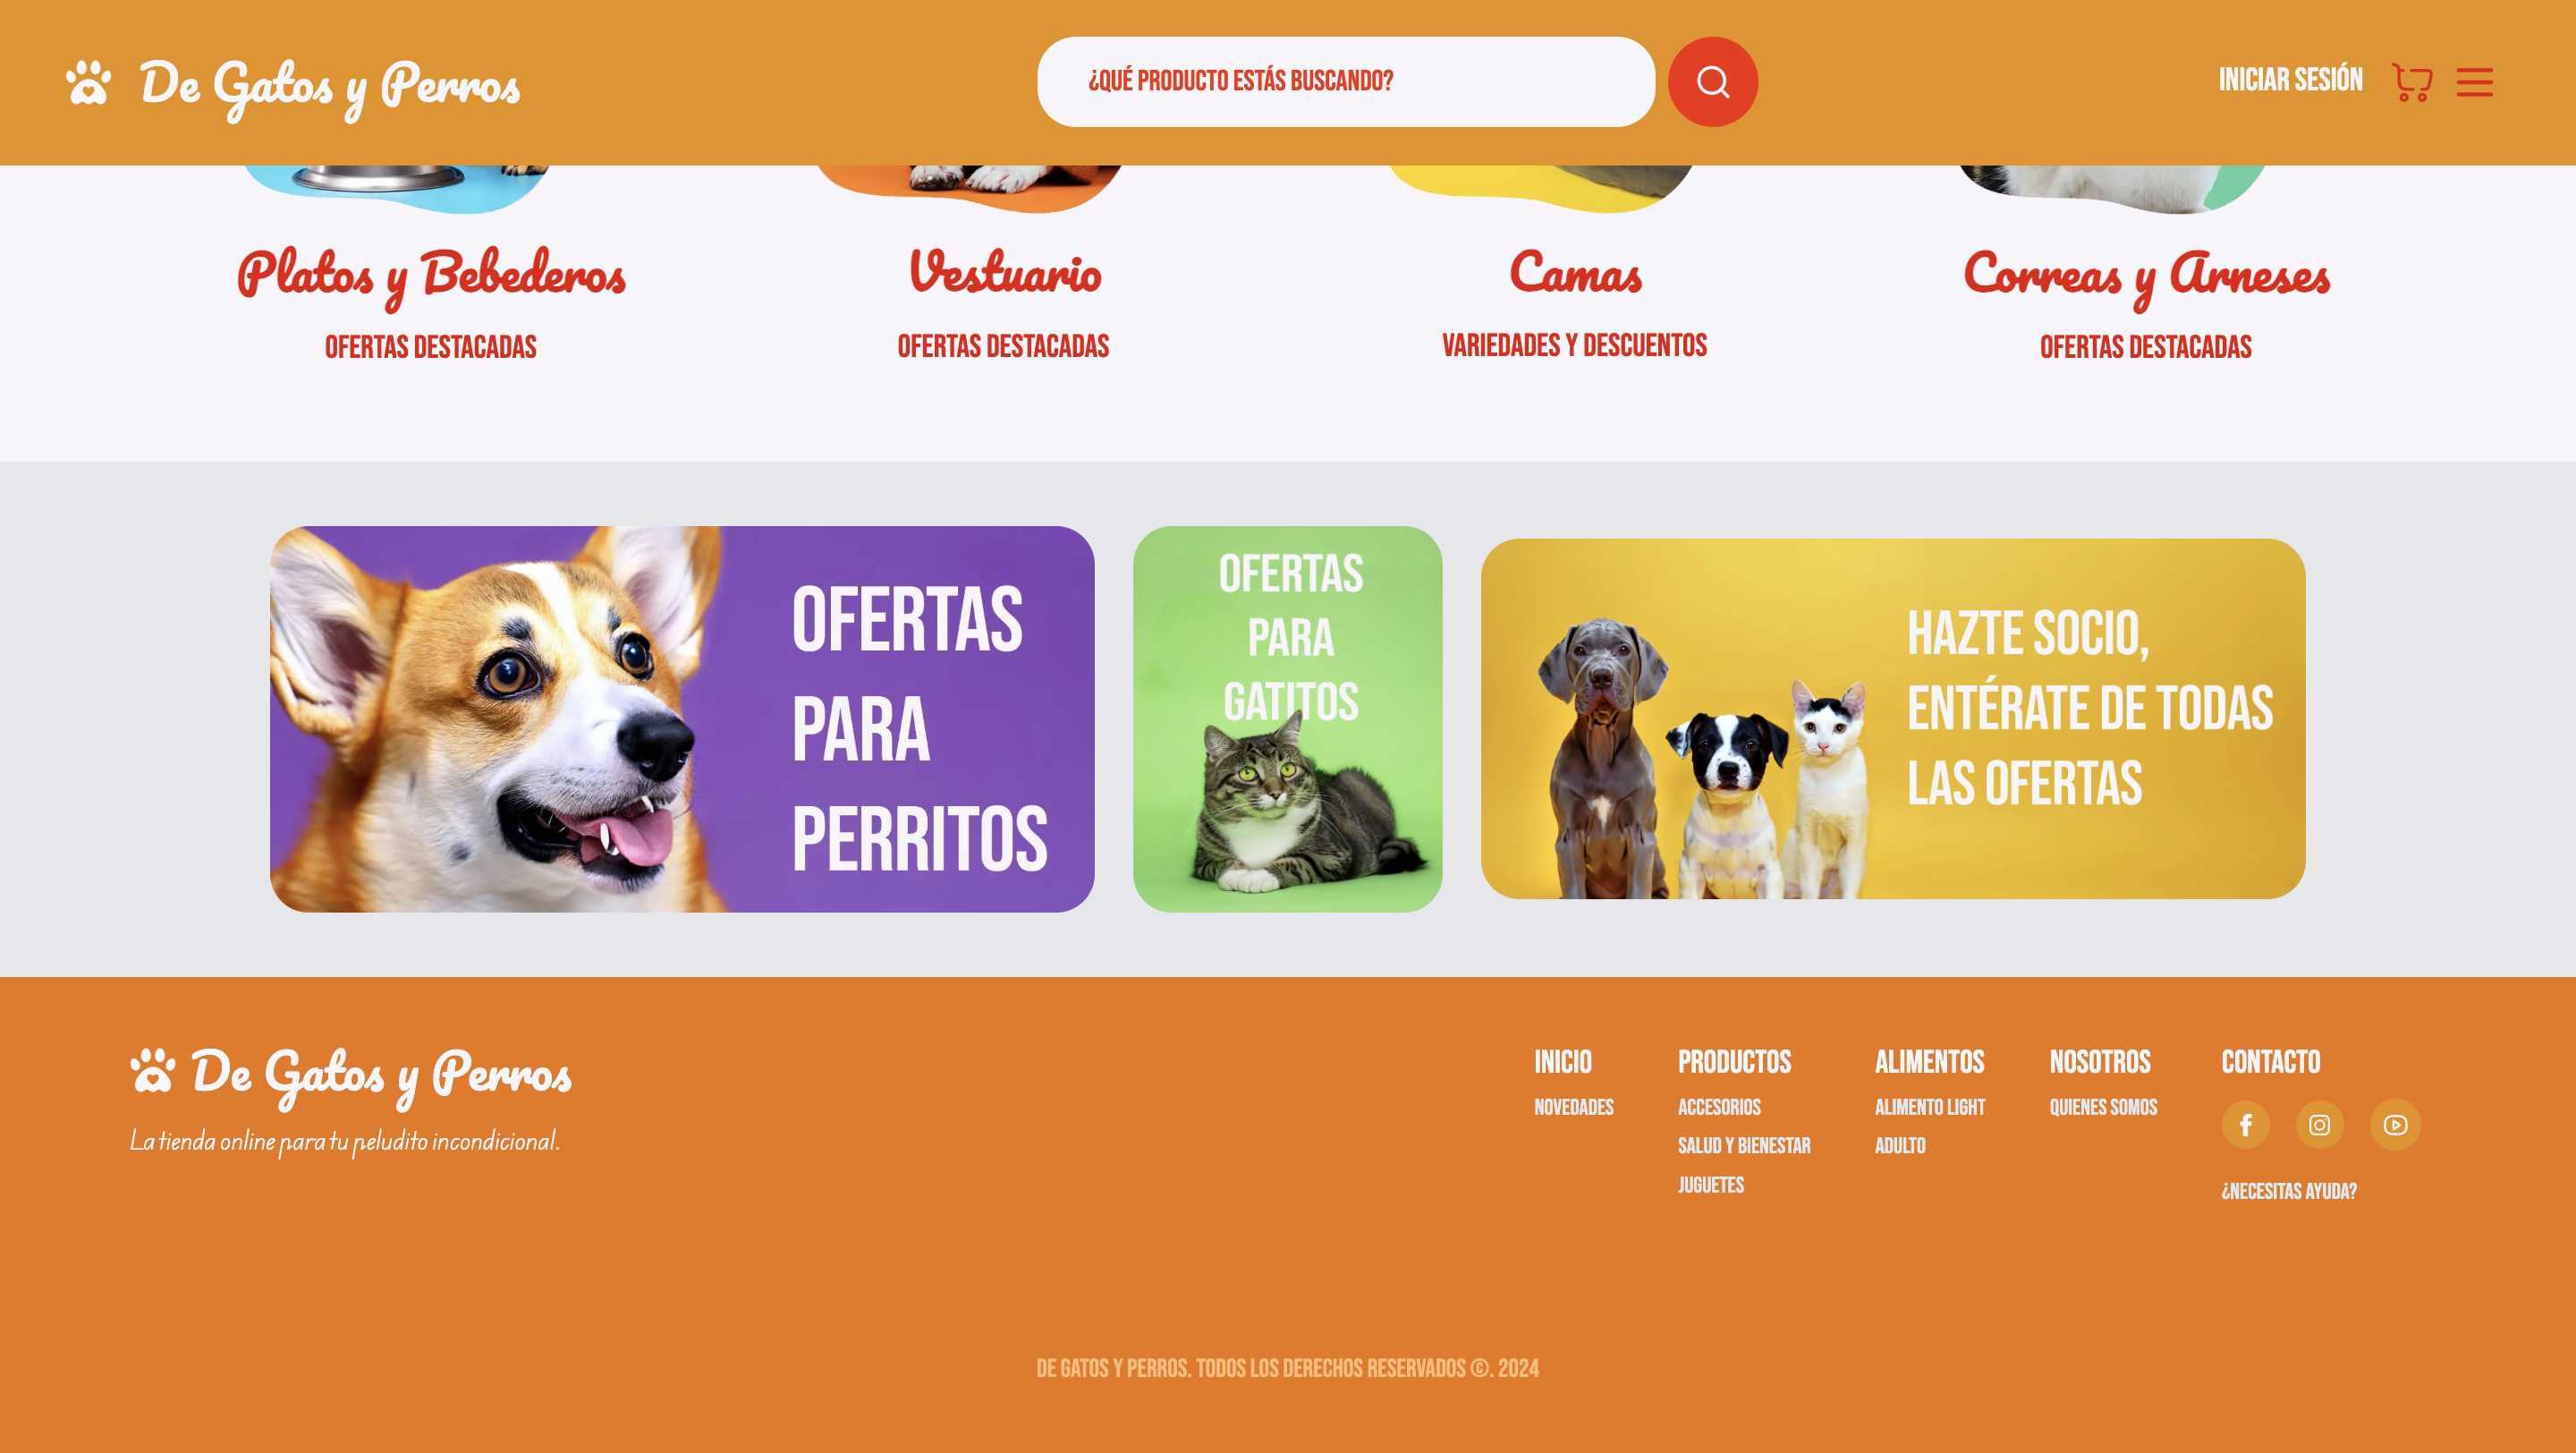 De Gatos y Perros
¿QUÉ PRODUCTO ESTÁS BUSCANDO?
INICIAR SESIÓN
Platos y Bebederos
OFERTAS DESTACADAS
Vestuario
OFERTAS DESTACADAS
Camas
VARIEDADES Y DESCUENTOS
Correas y Arneses
OFERTAS DESTACADAS
OFERTAS
PARA
PERRITOS
OFERTAS
PARA
GATITOS
HAZTE SOCIO,
ENTÉRATE DE TODAS
LAS OFERTAS
De Gatos y Perros
La tienda online para tu peludito incondicional.
INICIO
NOVEDADES
PRODUCTOS
ACCESORIOS
SALUD Y BIENESTAR
JUGUETES
ALIMENTOS
ALIMENTO LIGHT
ADULTO
NOSOTROS
QUIENES SOMOS
CONTACTO
¿NECESITAS AYUDA?
DE GATOS Y PERROS. TODOS LOS DERECHOS RESERVADOS ©. 2024